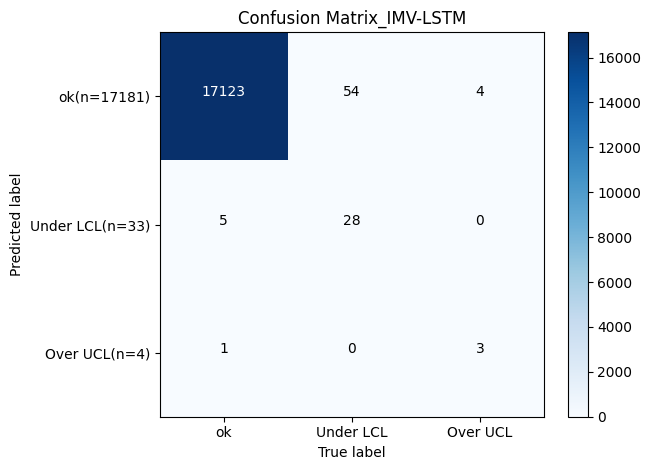 Confusion Matrix_IMV-LSTM
ok(n=17181)
17123 54 4
Under LCL(n=33)
5 28 0
Over UCL(n=4)
1 0 3
ok Under LCL Over UCL
True label
Predicted label
16000
14000
12000
10000
8000
6000
4000
2000
0